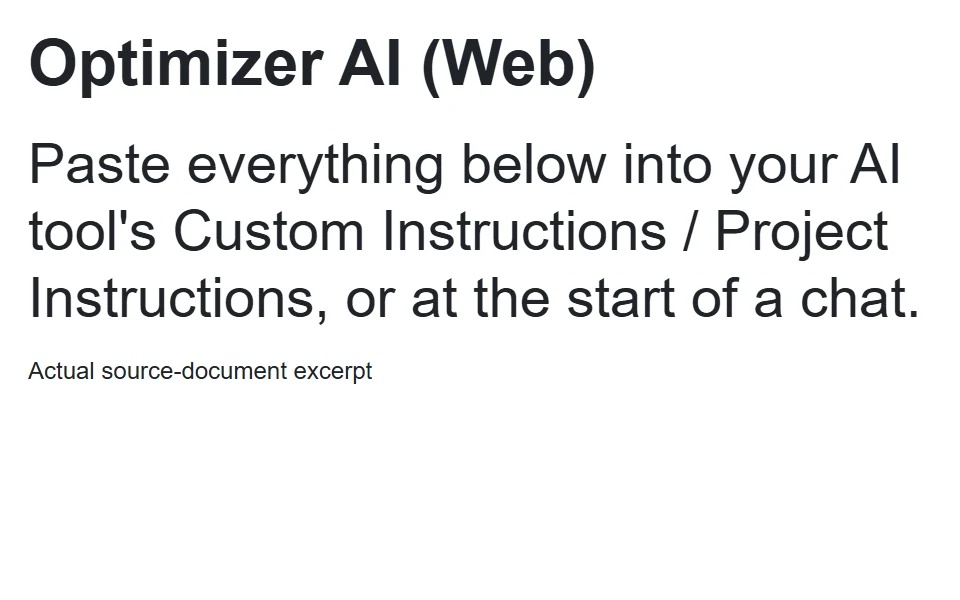 Optimizer AI (Web)
Paste everything below into your AI
tool's Custom Instructions / Project
Instructions, or at the start of a chat.
Actual source-document excerpt